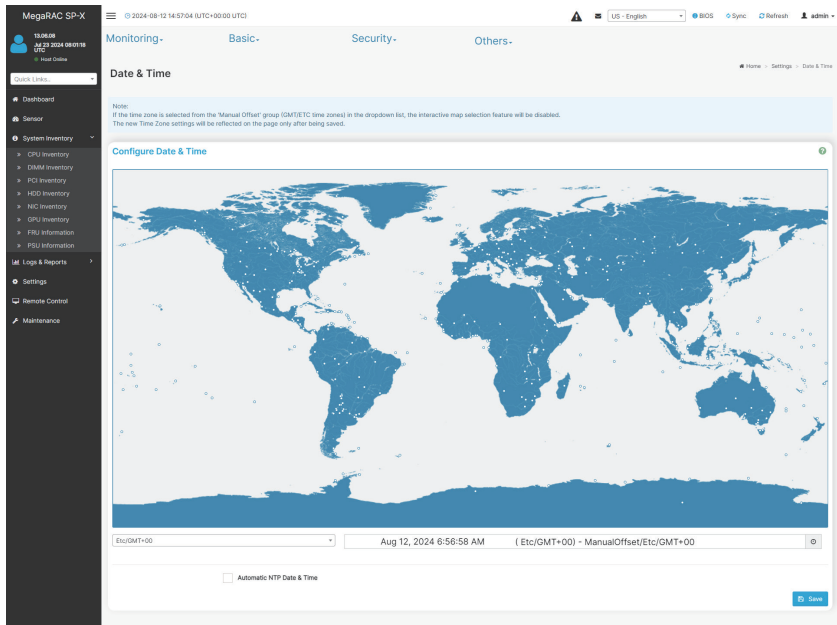 MegaRAC SP-X
2024-08-12 14:57:04 (UTC+00:00 UTC)
US - English
BIOS
Sync
Refresh
admin
13.06.08
Jul 23 2024 08:01:18
UTC
Host Online
Quick Links...
Dashboard
Sensor
System Inventory
» CPU Inventory
» DIMM Inventory
» PCI Inventory
» HDD Inventory
» NIC Inventory
» GPU Inventory
» FRU Information
» PSU Information
Logs & Reports
Settings
Remote Control
Maintenance
Monitoring
Basic
Security
Others
Date & Time
Home > Settings > Date & Time
Note:
If the time zone is selected from the 'Manual Offset' group (GMT/ETC time zones) in the dropdown list, the interactive map selection feature will be disabled.
The new Time Zone settings will be reflected on the page only after being saved.
Configure Date & Time
Etc/GMT+00
Aug 12, 2024 6:56:58 AM ( Etc/GMT+00) - ManualOffset/Etc/GMT+00
Automatic NTP Date & Time
Save